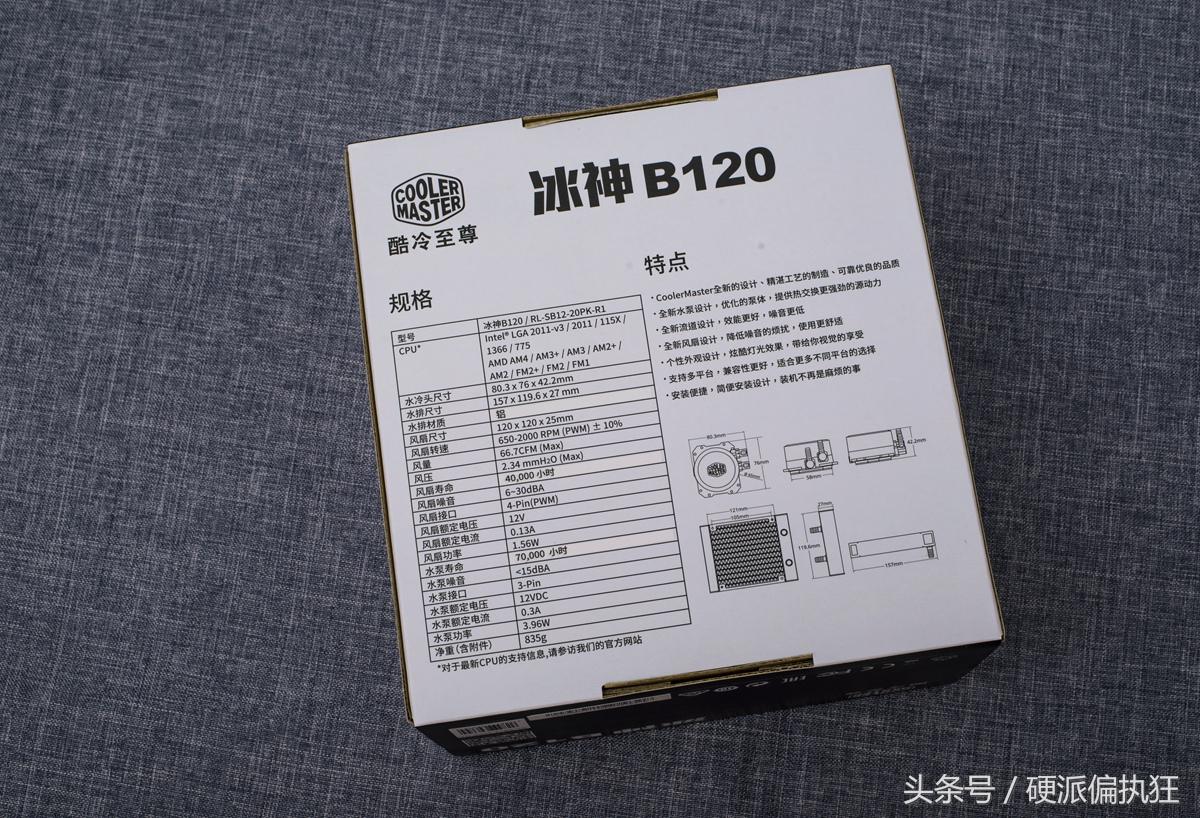 COOLER
MASTER
酷冷至尊
冰神 B120
规格
型号 冰神B120 / RL-SB12-20PK-R1
CPU* Intel® LGA 2011-v3 / 2011 / 115X /
1366 / 775
AMD AM4 / AM3+ / AM3 / AM2+ /
AM2 / FM2+ / FM2 / FM1
水冷头尺寸 80.3 x 76 x 42.2mm
水排尺寸 157 x 119.6 x 27 mm
水排材质 铝
风扇尺寸 120 x 120 x 25mm
风扇转速 650-2000 RPM (PWM) ± 10%
风量 66.7CFM (Max)
风压 2.34 mmH₂O (Max)
风扇寿命 40,000 小时
风扇噪音 6~30dBA
风扇接口 4-Pin(PWM)
风扇额定电压 12V
风扇额定电流 0.13A
风扇功率 1.56W
水泵寿命 70,000 小时
水泵噪音 <15dBA
水泵接口 3-Pin
水泵额定电压 12VDC
水泵额定电流 0.3A
水泵功率 3.96W
净重(含附件) 835g
*对于最新CPU的支持信息,请参访我们的官方网站
特点
·CoolerMaster全新的设计、精湛工艺的制造、可靠优良的品质
·全新水泵设计，优化的泵体，提供热交换更强劲的源动力
·全新流道设计，效能更好，噪音更低
·全新风扇设计，降低噪音的烦扰，使用更舒适
·个性外观设计，炫酷灯光效果，带给你视觉的享受
·支持多平台，兼容性更好，适合更多不同平台的选择
·安装便捷，简便安装设计，装机不再是麻烦的事
80.3mm
76mm
58mm
42.2mm
121mm
105mm
27mm
119.6mm
157mm
头条号 / 硬派偏执狂